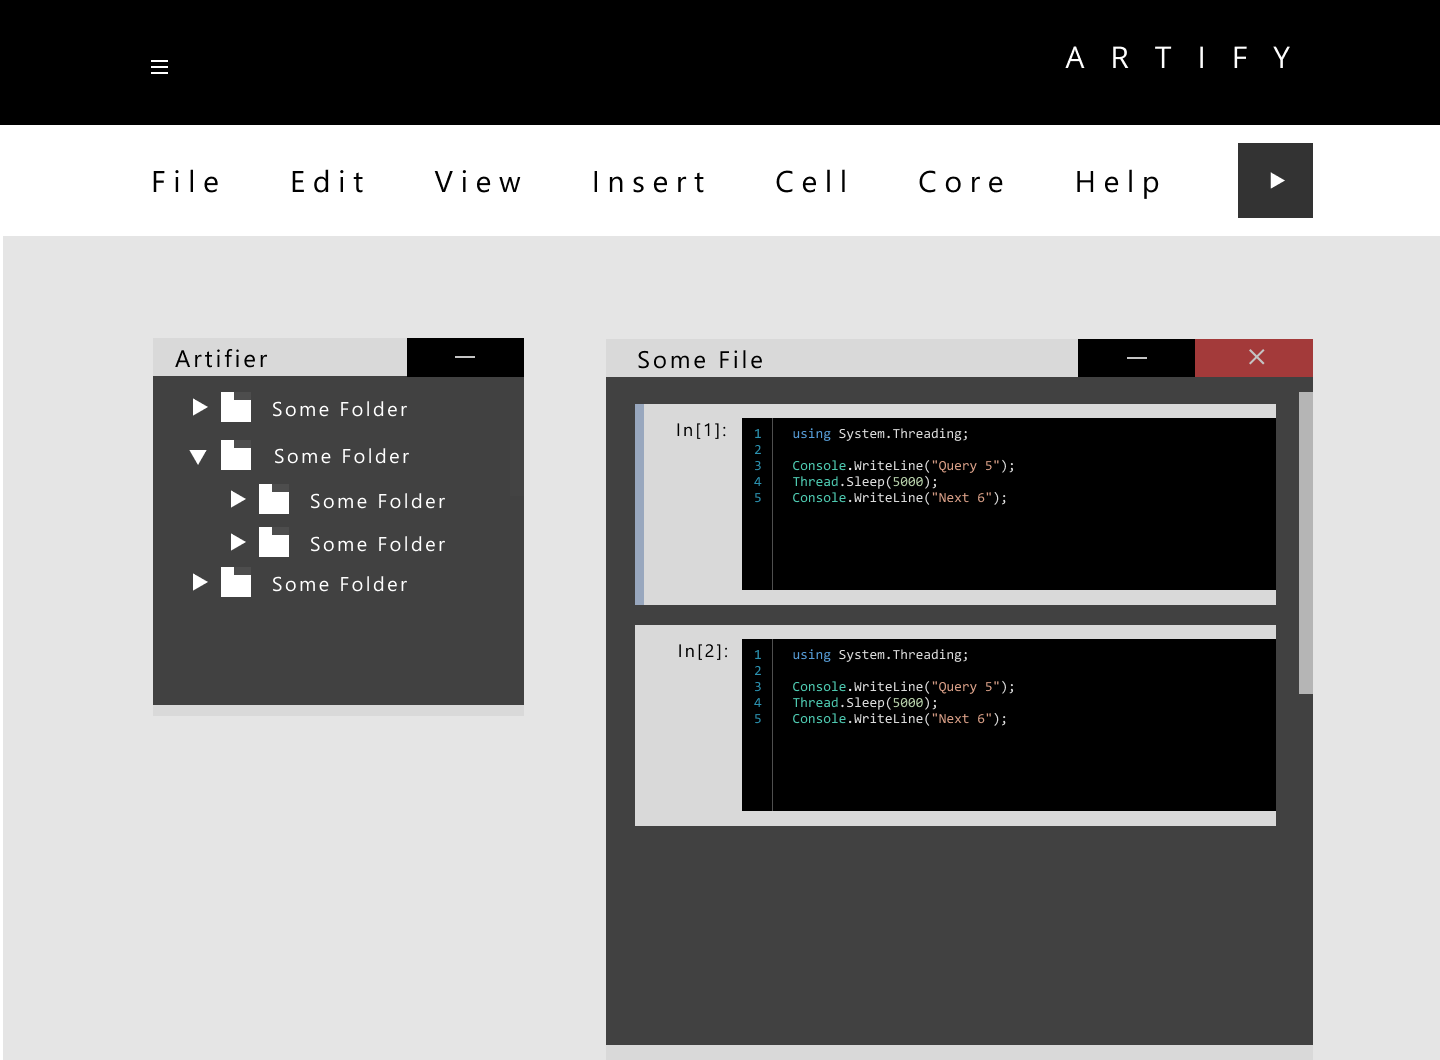 A R T I F Y
File Edit View Insert Cell Core Help
Artifier
Some Folder
Some Folder
Some Folder
Some Folder
Some Folder
Some File
In[1]:
1 using System.Threading;
2
3 Console.WriteLine("Query 5");
4 Thread.Sleep(5000);
5 Console.WriteLine("Next 6");
In[2]:
1 using System.Threading;
2
3 Console.WriteLine("Query 5");
4 Thread.Sleep(5000);
5 Console.WriteLine("Next 6");